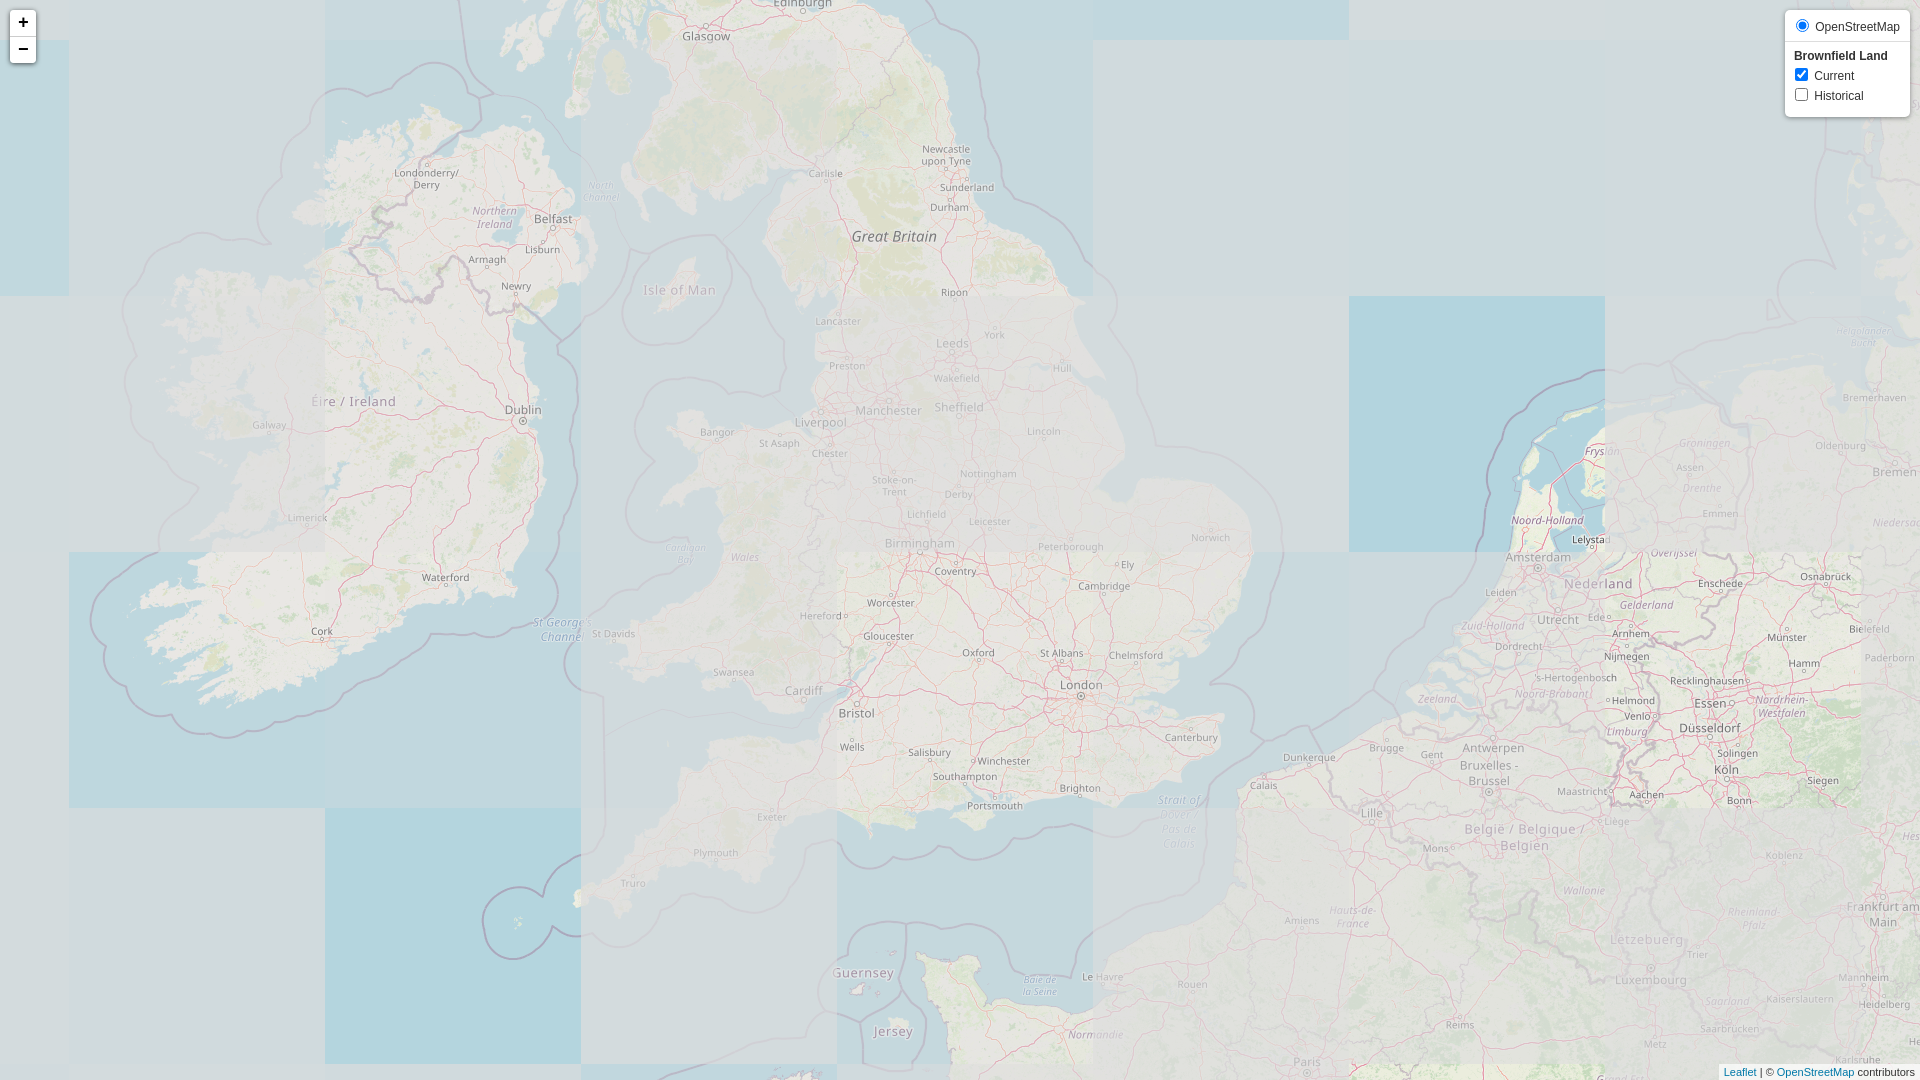 +
−
OpenStreetMap
Brownfield Land
Current
Historical
Edinburgh
Glasgow
Newcastle
upon Tyne
Londonderry/
Derry
Carlisle
North
Channel
Sunderland
Durham
Northern
Ireland
Belfast
Great Britain
Lisburn
Armagh
Newry
Isle of Man
Ripon
Lancaster
York
Leeds
Preston
Hull
Wakefield
Éire / Ireland
Dublin
Manchester
Sheffield
Liverpool
Galway
Bangor
St Asaph
Lincoln
Chester
Nottingham
Stoke-on-
Trent
Derby
Limerick
Lichfield
Leicester
Norwich
Birmingham
Peterborough
Cardigan
Bay
Wales
Coventry
Ely
Waterford
Cambridge
Worcester
Hereford
St George's
Channel
Cork
St Davids
Gloucester
Oxford
St Albans
Chelmsford
Swansea
London
Cardiff
Bristol
Wells
Salisbury
Winchester
Canterbury
Southampton
Brighton
Portsmouth
Exeter
Plymouth
Truro
Strait of
Dover /
Pas de
Calais
Guernsey
Jersey
Baie de
la Seine
Le Havre
Rouen
Normandie
Paris
Helgoländer
Bucht
Bremerhaven
Groningen
Oldenburg
Fryslân
Assen
Bremen
Drenthe
Emmen
Noord-Holland
Lelystad
Amsterdam
Overijssel
Osnabrück
Nederland
Enschede
Leiden
Gelderland
Utrecht
Ede
Zuid-Holland
Arnhem
Münster
Bielefeld
Dordrecht
Nijmegen
Hamm
Paderborn
's-Hertogenbosch
Recklinghausen
Noord-Brabant
Zeeland
Helmond
Essen
Nordrhein-
Westfalen
Venlo
Düsseldorf
Limburg
Dunkerque
Brugge
Gent
Antwerpen
Solingen
Bruxelles -
Brussel
Köln
Calais
Maastricht
Aachen
Siegen
Bonn
Lille
Liège
België / Belgique /
Belgien
Mons
Koblenz
Wallonie
Hauts-de-
France
Amiens
Rheinland
Pfalz
Frankfurt am
Main
Lëtzebuerg
Trier
Luxembourg
Mannheim
Heidelberg
Saarland
Kaiserslautern
Reims
Saarbrücken
Metz
Karlsruhe
Leaflet | © OpenStreetMap contributors